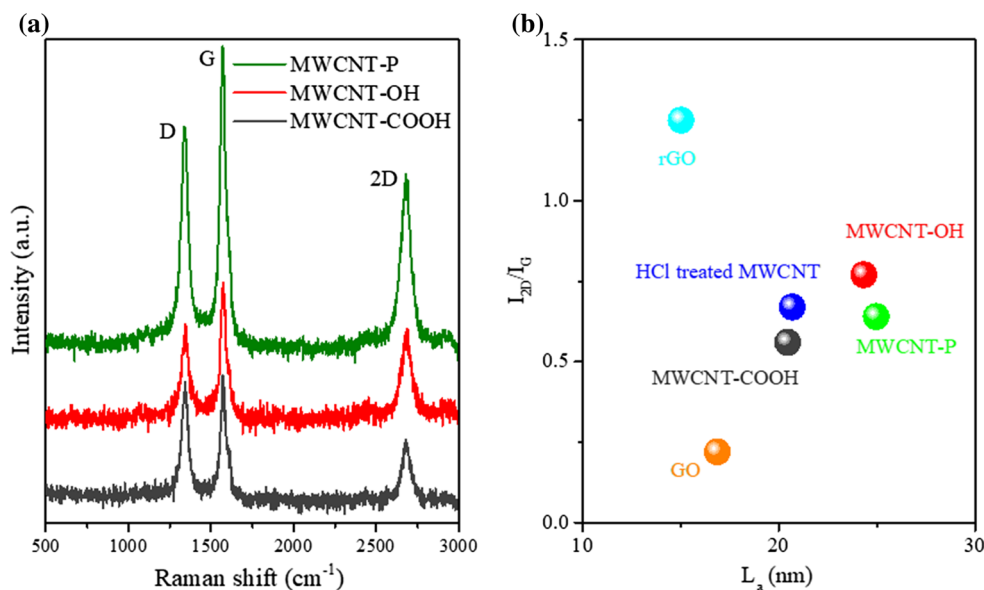 (a)
Intensity (a.u.)
D
G
2D
MWCNT-P
MWCNT-OH
MWCNT-COOH
500 1000 1500 2000 2500 3000
Raman shift (cm⁻¹)
(b)
I₂D/I_G
1.5
1.0
0.5
0.0
rGO
MWCNT-OH
HCl treated MWCNT
MWCNT-P
MWCNT-COOH
GO
10 20 30
Lₐ (nm)